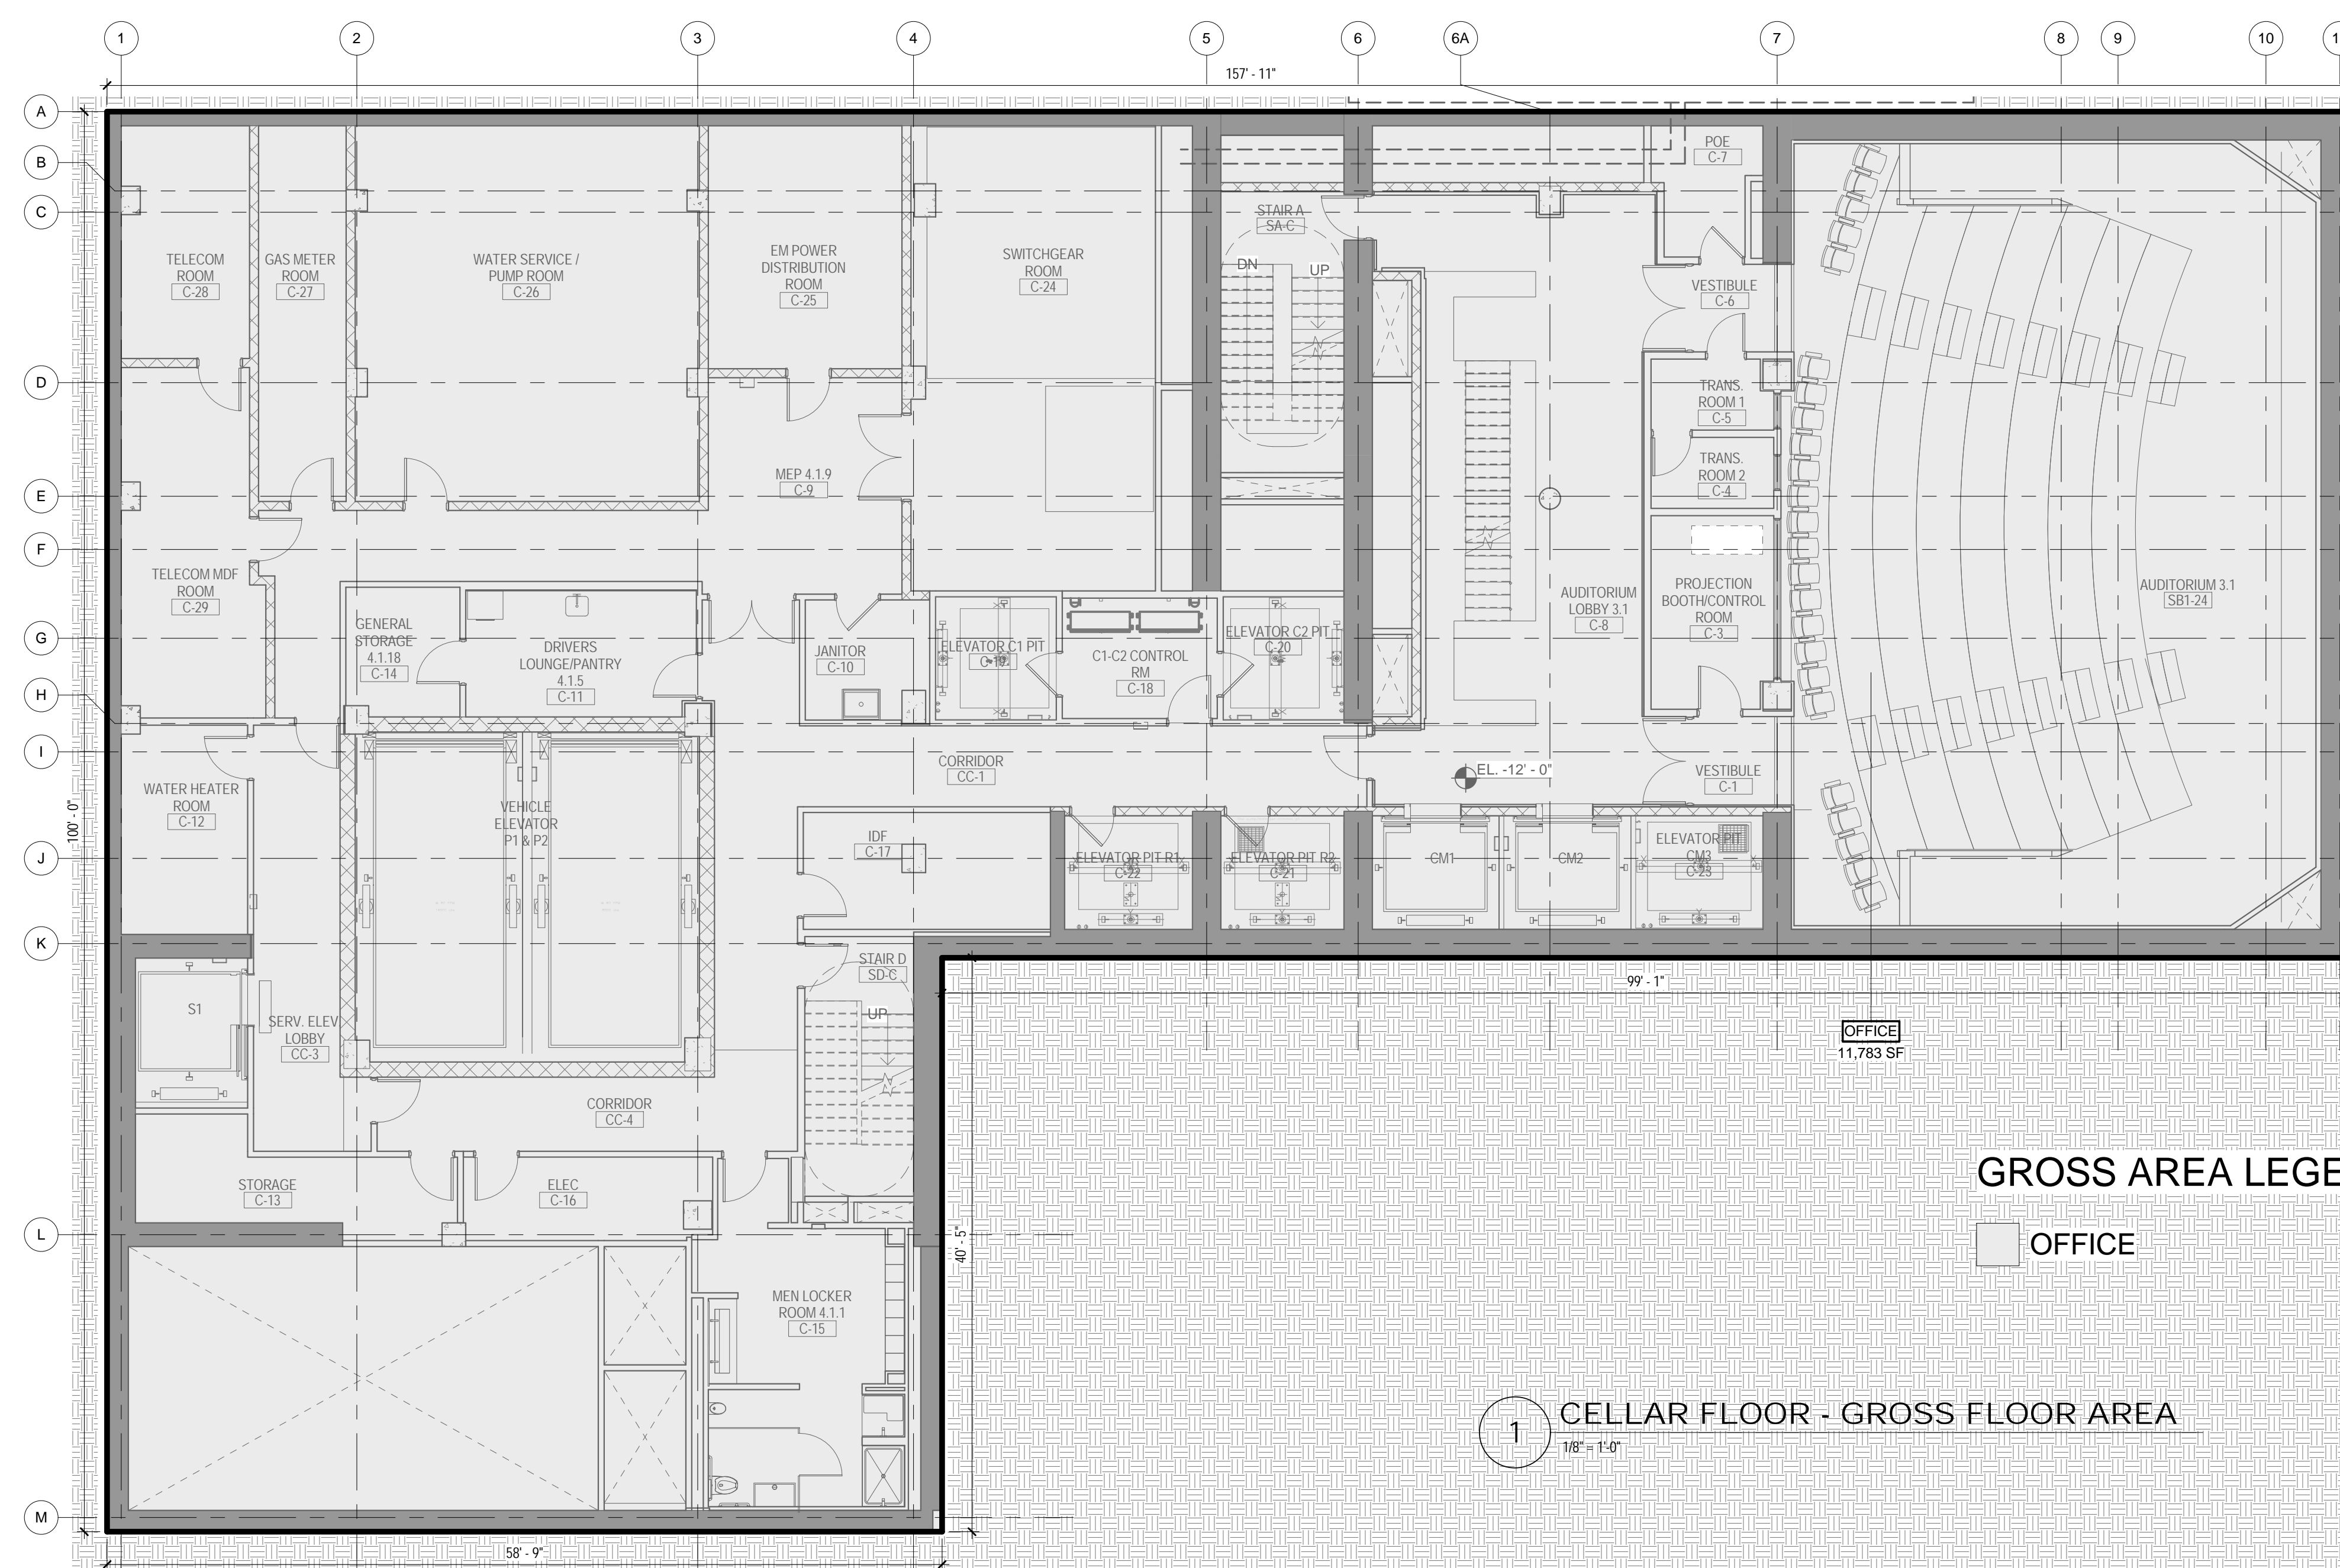 1
2
3
4
5
6
6A
7
8
9
10
157' - 11"
A
B
C
D
E
F
G
H
I
J
K
L
M
100' - 0"
POE
C-7
STAIR A
SA-C
DN
UP
TELECOM
ROOM
C-28
GAS METER
ROOM
C-27
WATER SERVICE /
PUMP ROOM
C-26
EM POWER
DISTRIBUTION
ROOM
C-25
SWITCHGEAR
ROOM
C-24
VESTIBULE
C-6
TRANS.
ROOM 1
C-5
TRANS.
ROOM 2
C-4
MEP 4.1.9
C-9
TELECOM MDF
ROOM
C-29
GENERAL
STORAGE
4.1.18
C-14
DRIVERS
LOUNGE/PANTRY
4.1.5
C-11
JANITOR
C-10
ELEVATOR C1 PIT
C1-C2 CONTROL
RM
C-18
ELEVATOR C2 PIT
C-20
AUDITORIUM
LOBBY 3.1
C-8
PROJECTION
BOOTH/CONTROL
ROOM
C-3
AUDITORIUM 3.1
SB1-24
CORRIDOR
CC-1
EL. -12' - 0"
VESTIBULE
C-1
WATER HEATER
ROOM
C-12
VEHICLE
ELEVATOR
P1 & P2
IDF
C-17
ELEVATOR PIT R1
C-22
ELEVATOR PIT R2
C-21
CM1
CM2
ELEVATOR PIT
CM3
C-23
STAIR D
SD-C
UP
S1
SERV. ELEV
LOBBY
CC-3
99' - 1"
OFFICE
11,783 SF
CORRIDOR
CC-4
STORAGE
C-13
ELEC
C-16
40' - 5"
MEN LOCKER
ROOM 4.1.1
C-15
GROSS AREA LEGE
OFFICE
1
CELLAR FLOOR - GROSS FLOOR AREA
1/8" = 1'-0"
58' - 9"